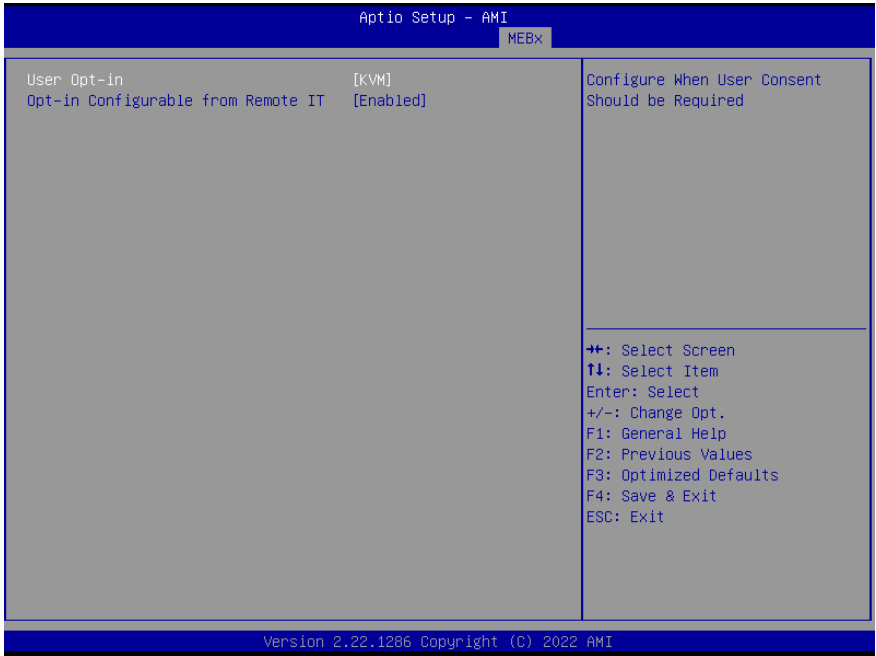 Aptio Setup – AMI
MEBx
User Opt-in [KVM]
Opt-in Configurable from Remote IT [Enabled]
Configure When User Consent
Should be Required
→←: Select Screen
↑↓: Select Item
Enter: Select
+/-: Change Opt.
F1: General Help
F2: Previous Values
F3: Optimized Defaults
F4: Save & Exit
ESC: Exit
Version 2.22.1286 Copyright (C) 2022 AMI